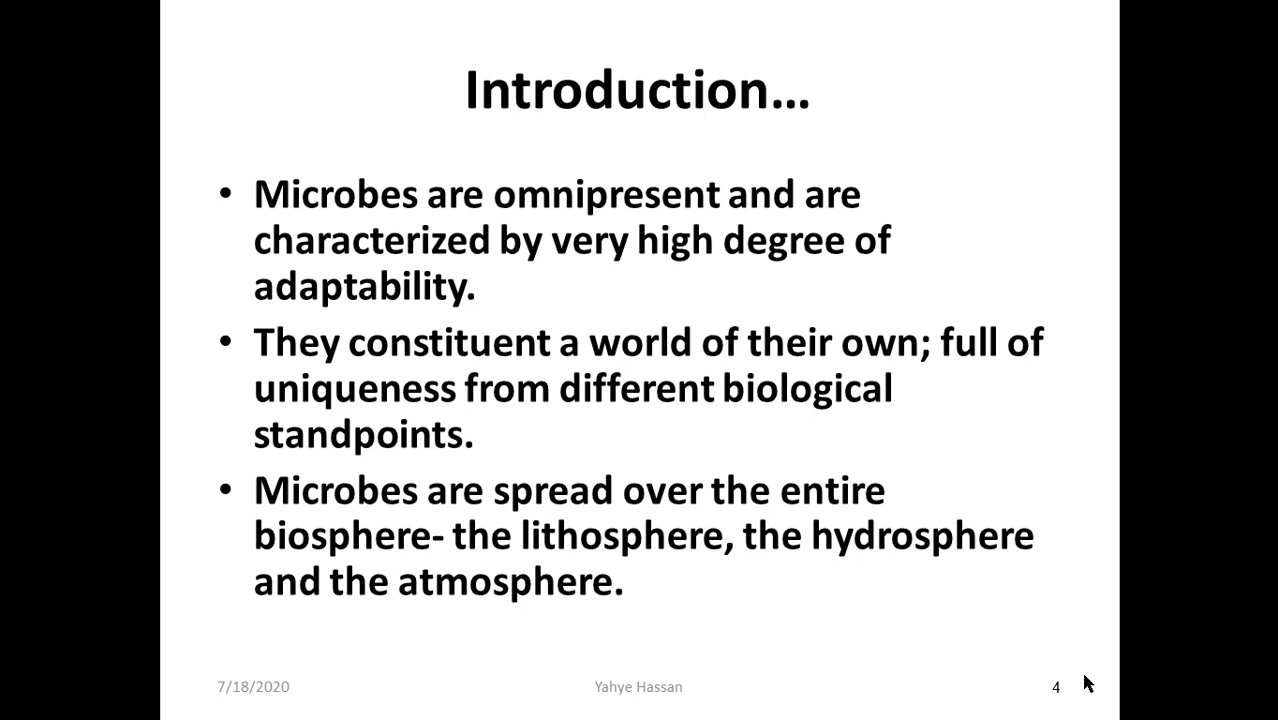 Introduction…
• Microbes are omnipresent and are
characterized by very high degree of
adaptability.
• They constituent a world of their own; full of
uniqueness from different biological
standpoints.
• Microbes are spread over the entire
biosphere- the lithosphere, the hydrosphere
and the atmosphere.
7/18/2020 Yahye Hassan 4